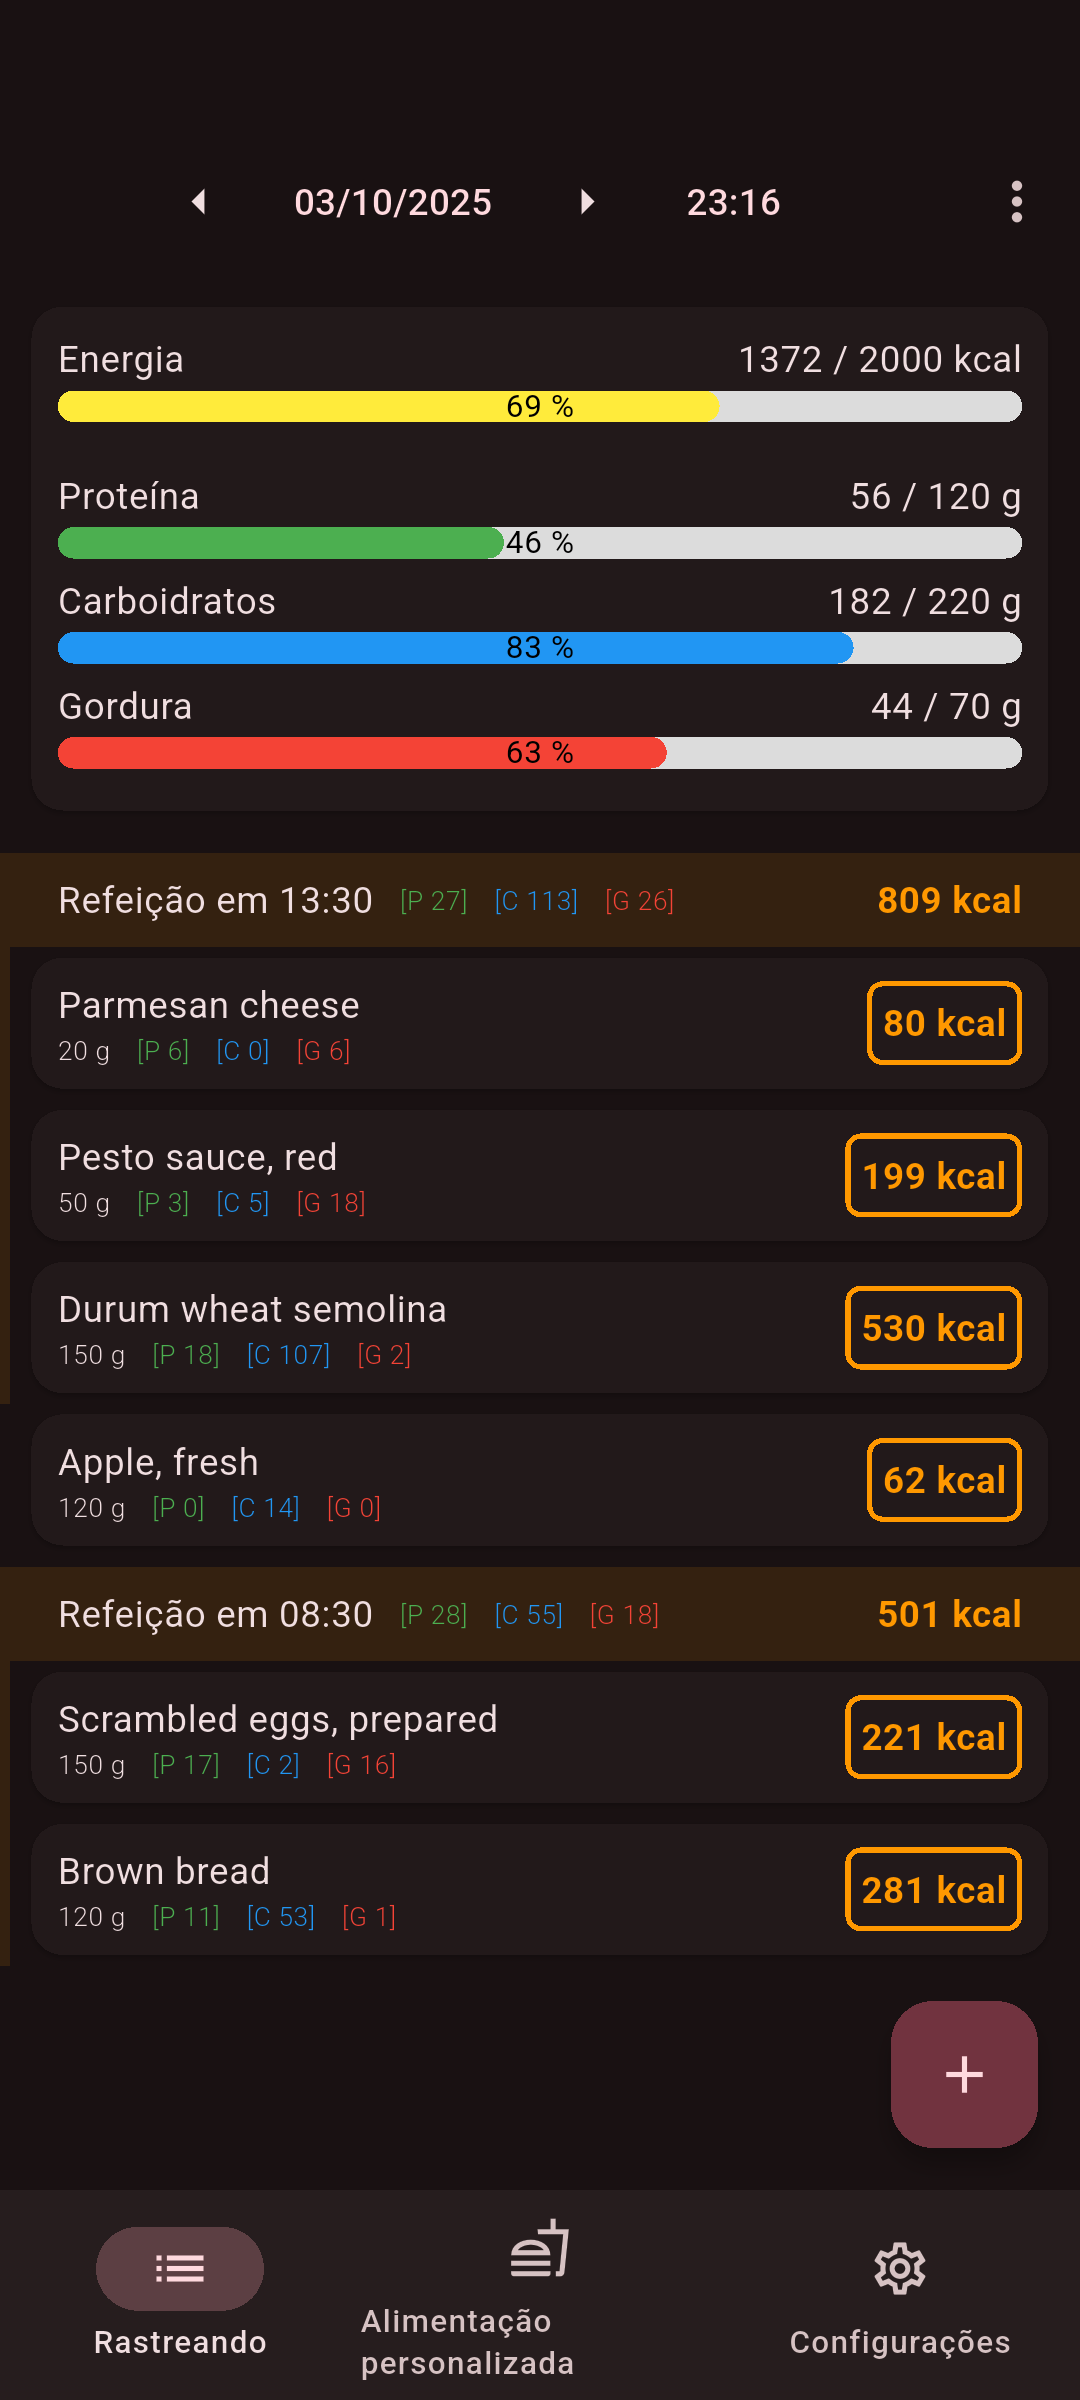 03/10/2025 23:16
Energia 1372 / 2000 kcal
69 %
Proteína 56 / 120 g
46 %
Carboidratos 182 / 220 g
83 %
Gordura 44 / 70 g
63 %
Refeição em 13:30 [P 27] [C 113] [G 26] 809 kcal
Parmesan cheese
20 g [P 6] [C 0] [G 6]
80 kcal
Pesto sauce, red
50 g [P 3] [C 5] [G 18]
199 kcal
Durum wheat semolina
150 g [P 18] [C 107] [G 2]
530 kcal
Apple, fresh
120 g [P 0] [C 14] [G 0]
62 kcal
Refeição em 08:30 [P 28] [C 55] [G 18] 501 kcal
Scrambled eggs, prepared
150 g [P 17] [C 2] [G 16]
221 kcal
Brown bread
120 g [P 11] [C 53] [G 1]
281 kcal
Rastreando
Alimentação
personalizada
Configurações